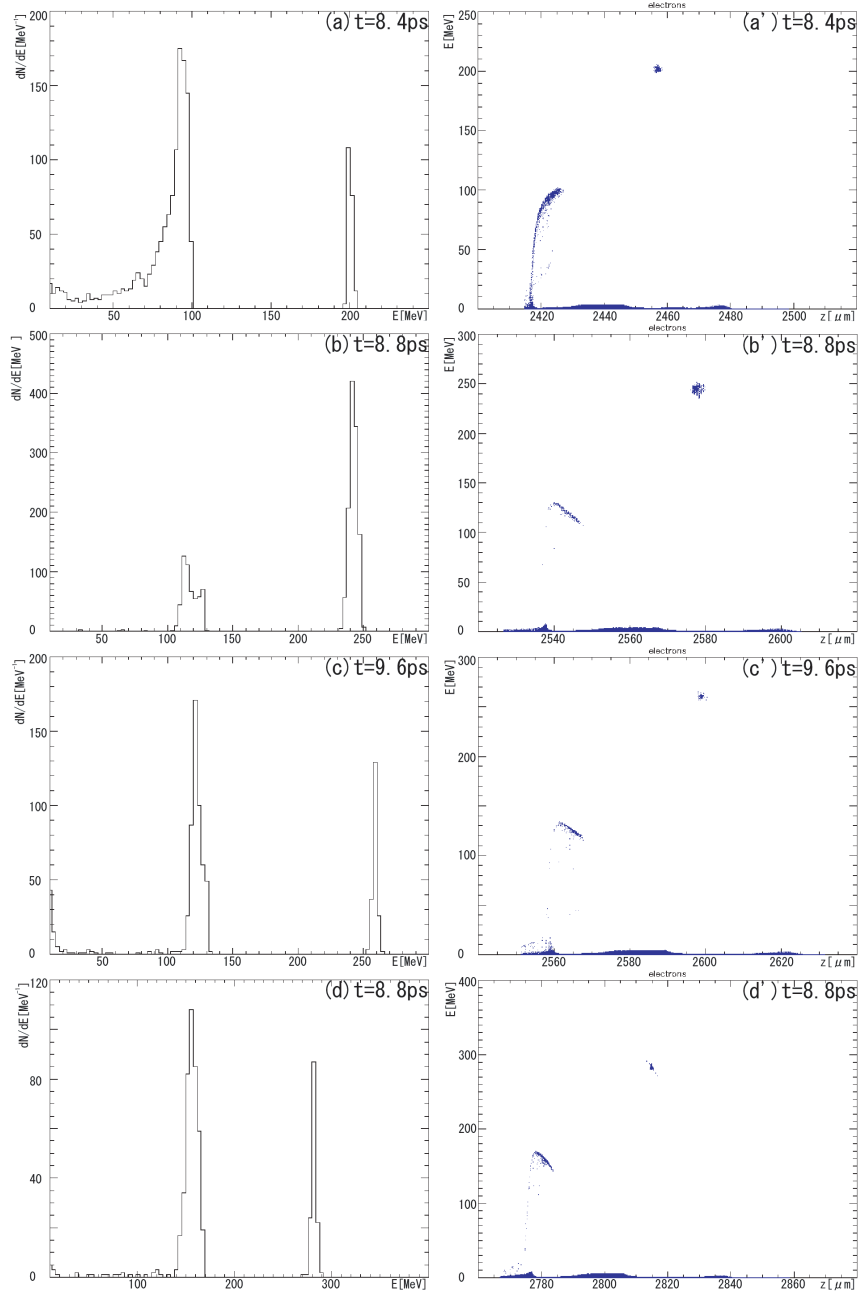 electrons
(a)t=8.4ps
dN/dE[MeV⁻¹]
200
150
100
50
0
50
100
150
200
E[MeV]
(a')t=8.4ps
E[MeV]
250
200
150
100
50
0
2420
2440
2460
2480
2500
z[μm]
electrons
(b)t=8.8ps
dN/dE[MeV ]
500
400
300
200
100
0
50
100
150
200
250
E[MeV]
(b')t=8.8ps
E[MeV]
300
250
200
150
100
50
0
2540
2560
2580
2600
z[μm]
electrons
(c)t=9.6ps
dN/dE[MeV⁻¹]
200
150
100
50
0
50
100
150
200
250
E[MeV]
(c')t=9.6ps
E[MeV]
300
200
100
0
2560
2580
2600
2620
z[μm]
electrons
(d)t=8.8ps
dN/dE[MeV⁻¹]
120
80
40
0
100
200
300
E[MeV]
(d')t=8.8ps
E[MeV]
400
300
200
100
0
2780
2800
2820
2840
2860
z[μm]